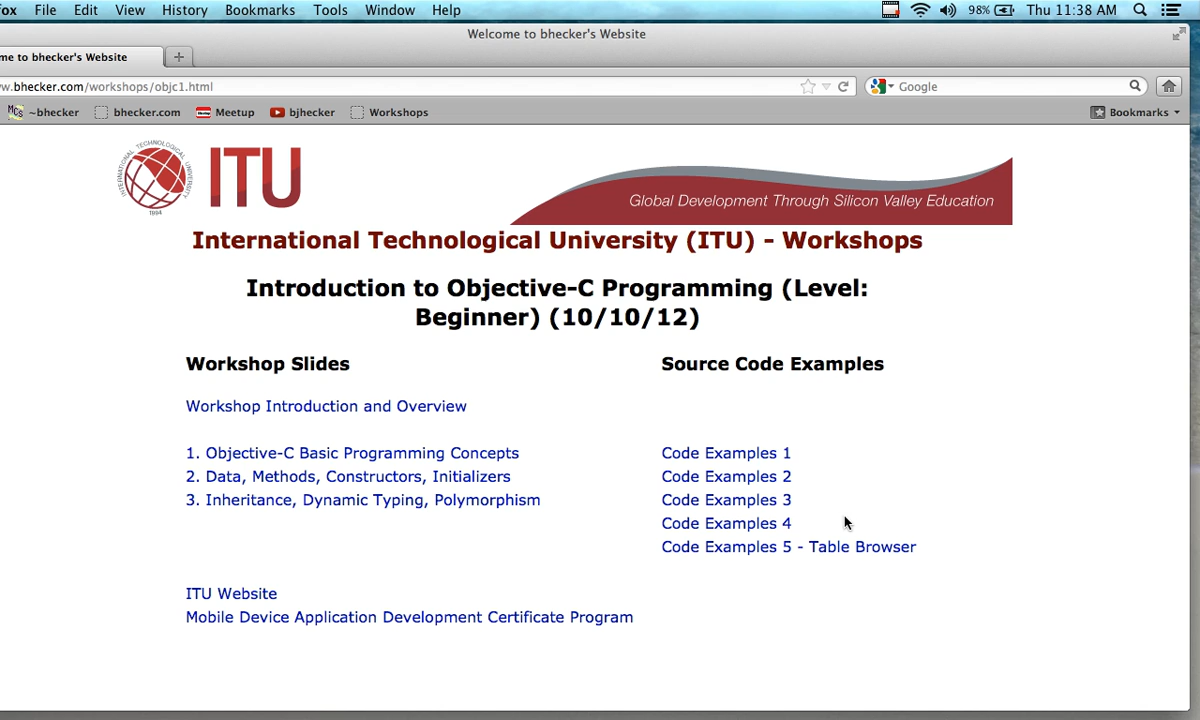 File Edit View History Bookmarks Tools Window Help 98% Thu 11:38 AM
Welcome to bhecker's Website
me to bhecker's Website
w.bhecker.com/workshops/objc1.html Google
~bhecker bhecker.com Meetup bjhecker Workshops Bookmarks
INTERNATIONAL TECHNOLOGICAL UNIVERSITY
1994
ITU
Global Development Through Silicon Valley Education
International Technological University (ITU) - Workshops
Introduction to Objective-C Programming (Level:
Beginner) (10/10/12)
Workshop Slides Source Code Examples
Workshop Introduction and Overview
1. Objective-C Basic Programming Concepts Code Examples 1
2. Data, Methods, Constructors, Initializers Code Examples 2
3. Inheritance, Dynamic Typing, Polymorphism Code Examples 3
Code Examples 4
Code Examples 5 - Table Browser
ITU Website
Mobile Device Application Development Certificate Program